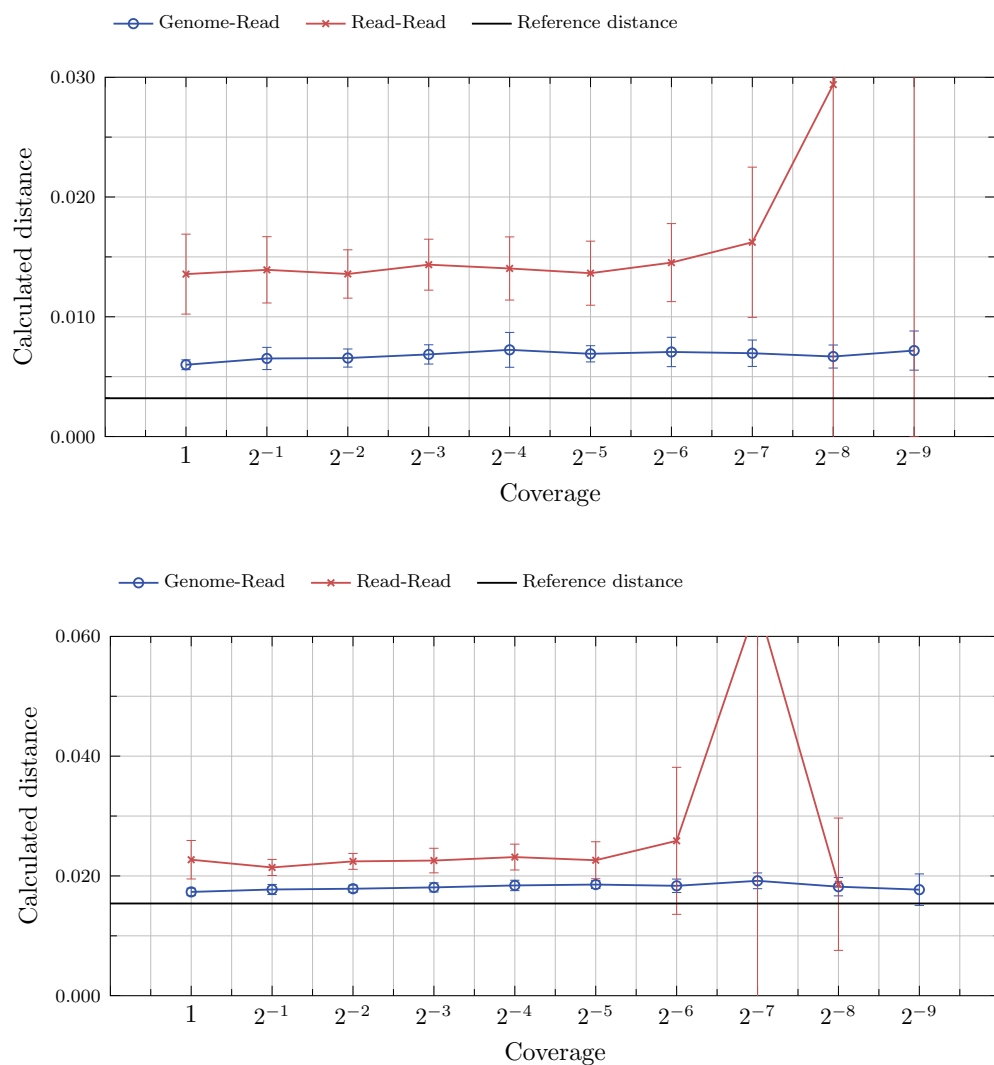 Genome-Read Read-Read Reference distance
0.030
0.020
0.010
0.000
Calculated distance
1 2⁻¹ 2⁻² 2⁻³ 2⁻⁴ 2⁻⁵ 2⁻⁶ 2⁻⁷ 2⁻⁸ 2⁻⁹
Coverage
Genome-Read Read-Read Reference distance
0.060
0.040
0.020
0.000
Calculated distance
1 2⁻¹ 2⁻² 2⁻³ 2⁻⁴ 2⁻⁵ 2⁻⁶ 2⁻⁷ 2⁻⁸ 2⁻⁹
Coverage